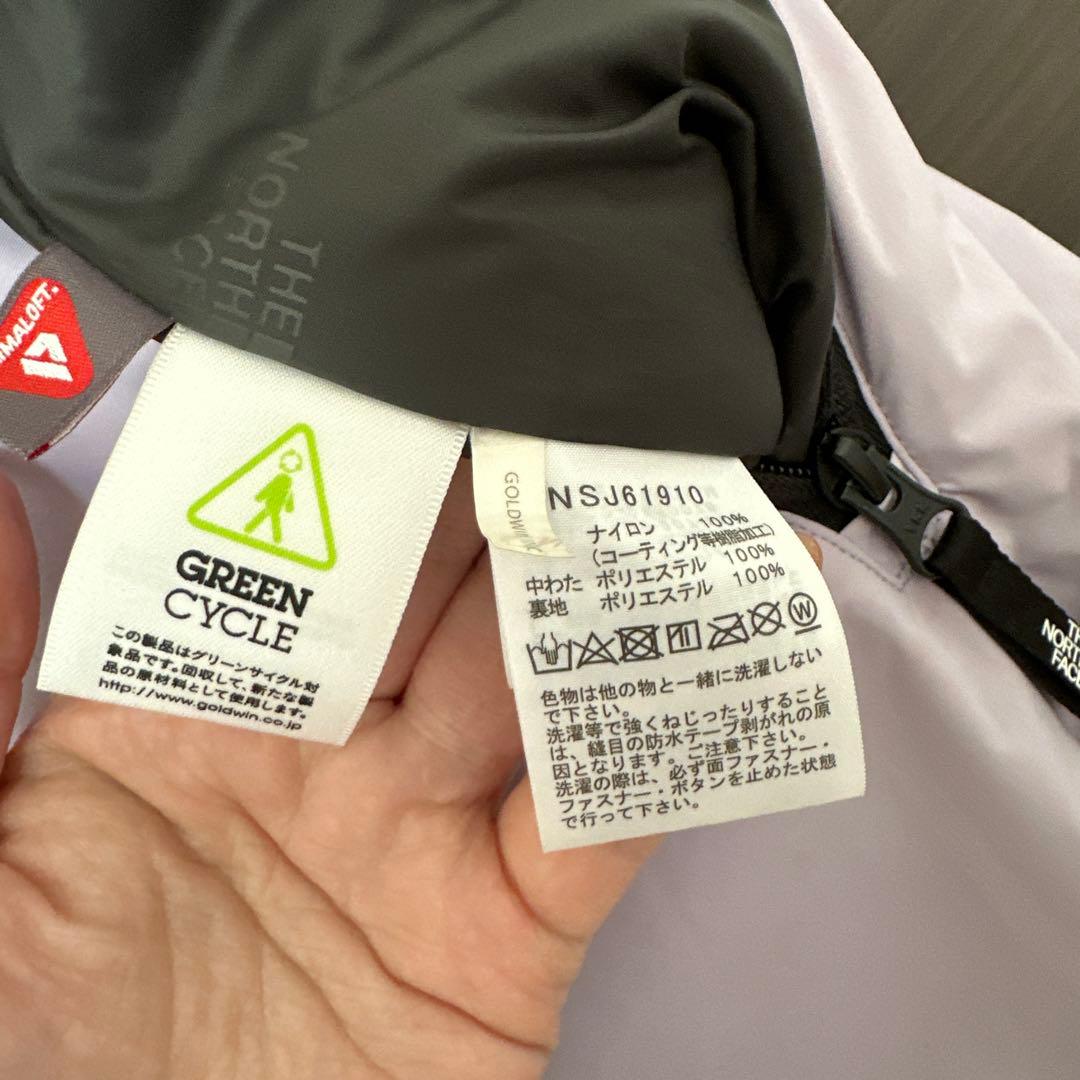 THE
NORTH
FACE
IMALOFT.
GREEN
CYCLE
この製品はグリーンサイクル対
象品です。回収して、新たな製
品の原材料として使用します。
http://www.goldwin.co.jp
GOLDWIN
NSJ61910
ナイロン 100%
(コーティング等樹脂加工)
中わた ポリエステル 100%
裏地 ポリエステル 100%
W
色物は他の物と一緒に洗濯しない
で下さい。
洗濯等で強くねじったりすること
は、縫目の防水テープ剥がれの原
因となります。ご注意下さい。
洗濯の際は、必ず面ファスナー・
ファスナー・ボタンを止めた状態
で行って下さい。
YKK
TH
NORT
FACE